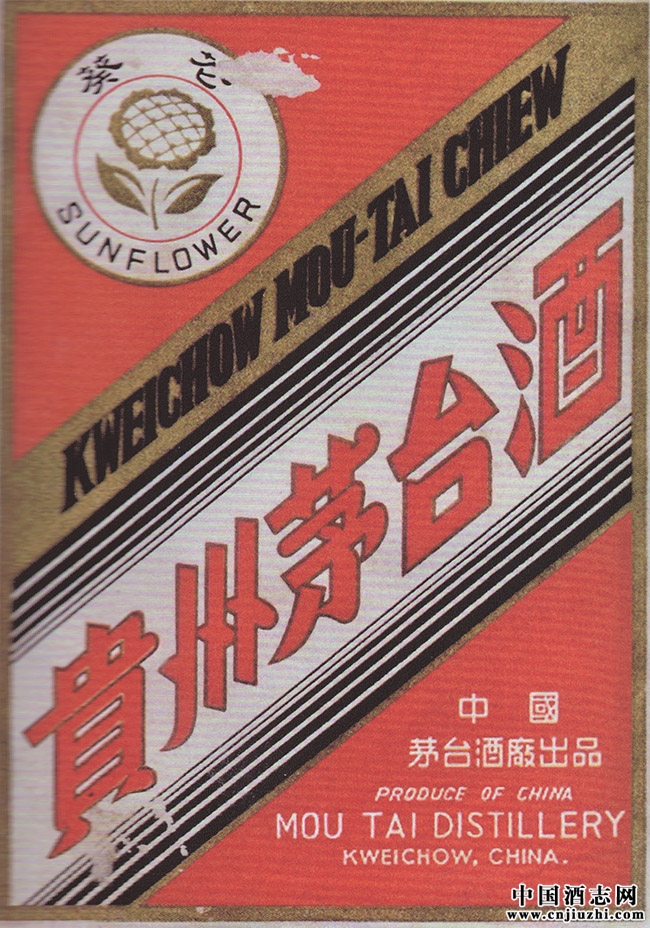 葵花
SUNFLOWER
KWEICHOW MOU-TAI CHIEW
貴州茅台酒
中國
茅台酒廠出品
PRODUCE OF CHINA
MOU TAI DISTILLERY
KWEICHOW, CHINA.
中国酒志网
www.cnjiuzhi.com